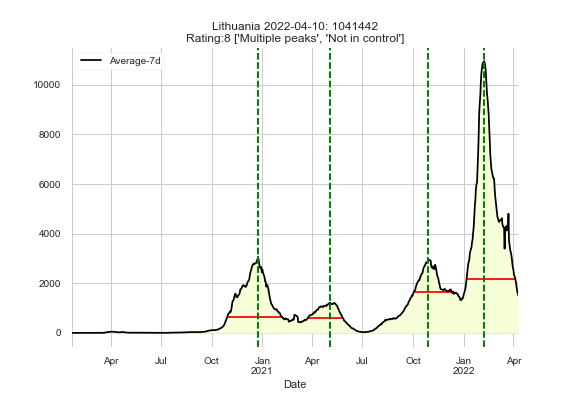 Lithuania 2022-04-10: 1041442
Rating:8 ['Multiple peaks', 'Not in control']
Average-7d
10000
8000
6000
4000
2000
0
Apr Jul Oct Jan Apr Jul Oct Jan Apr
2021 2022
Date